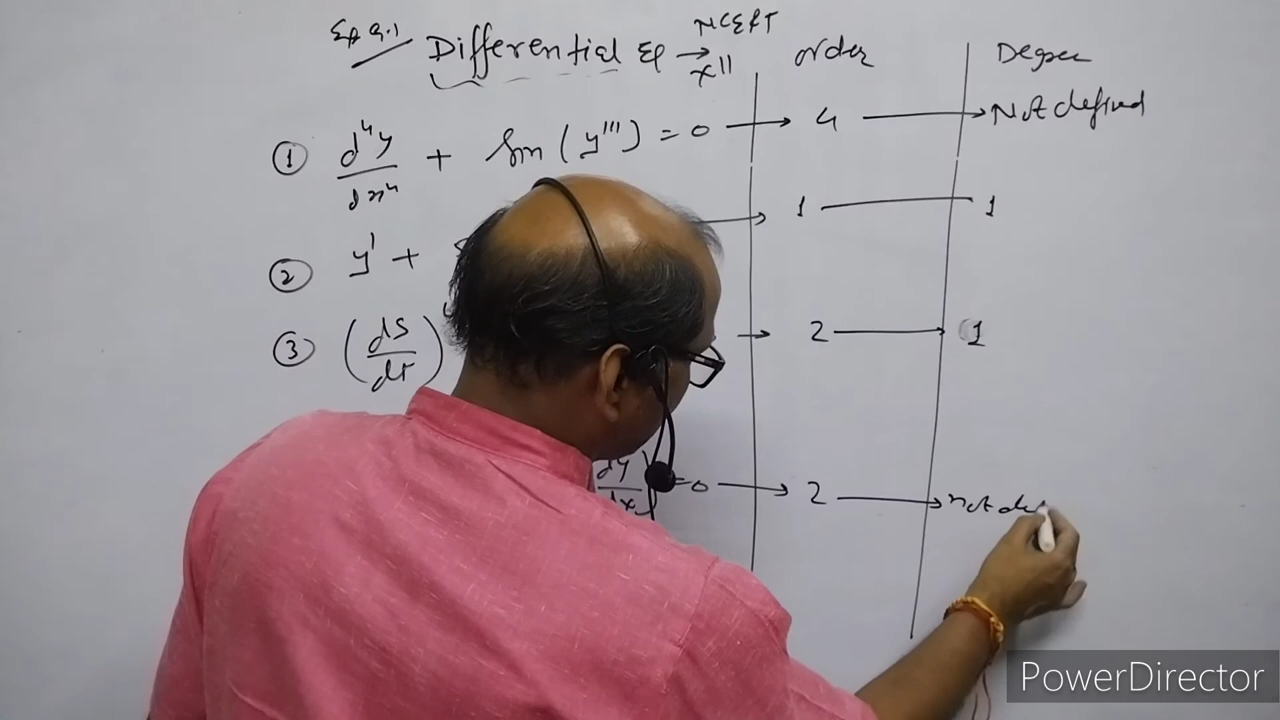 Ex 9.1 Differential Eq → NCERT XII order Degree
① d⁴y/dx⁴ + Sin (y''') = 0 → 4 → Not defined
② y' + → 1 — 1
③ (ds/dt) → 2 → 1
dy/dx) = 0 → 2 → not de
PowerDirector